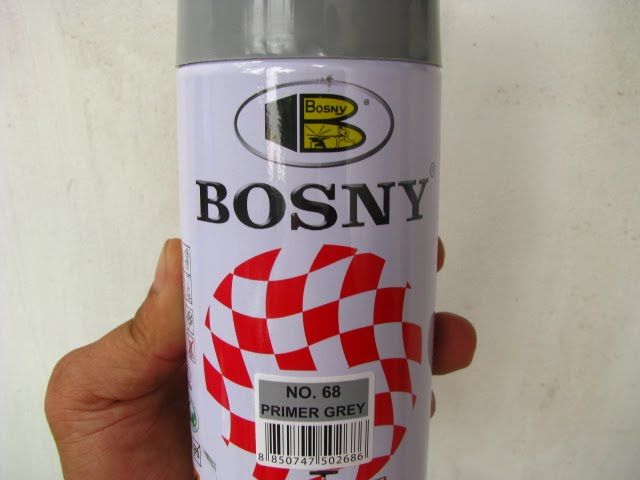 BOSNY
®
BOSNY®
NO. 68
PRIMER GREY
8 850747 502686